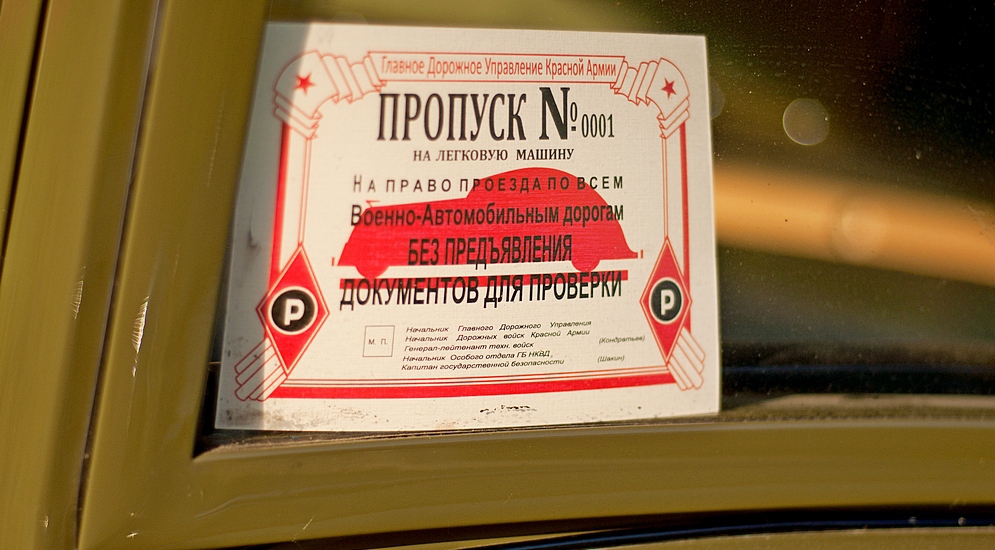 Главное Дорожное Управление Красной Армии
ПРОПУСК № 0001
НА ЛЕГКОВУЮ МАШИНУ
НА ПРАВО ПРОЕЗДА ПО ВСЕМ
Военно-Автомобильным дорогам
БЕЗ ПРЕДЪЯВЛЕНИЯ
ДОКУМЕНТОВ ДЛЯ ПРОВЕРКИ
Р Р
М. П.
Начальник Главного Дорожного Управления
Начальник Дорожных войск Красной Армии
Генерал-лейтенант техн. войск (Кондратьев)
Начальник Особого отдела ГБ НКВД
Капитан государственной безопасности (Шакин)